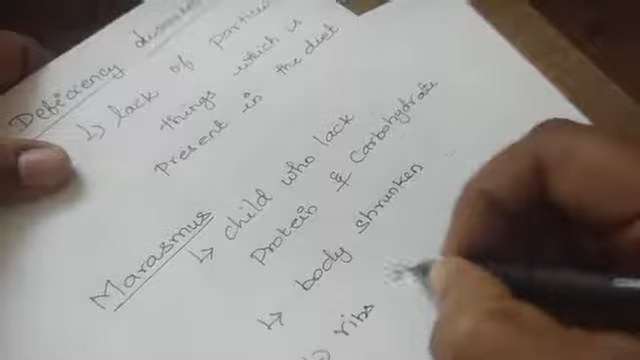 Deficiency
↳ lack of
things which is
present in the diet
Marasmus
↳ child who lack
Protein & Carbohydrate
↳ body shrunken
↳ ribs